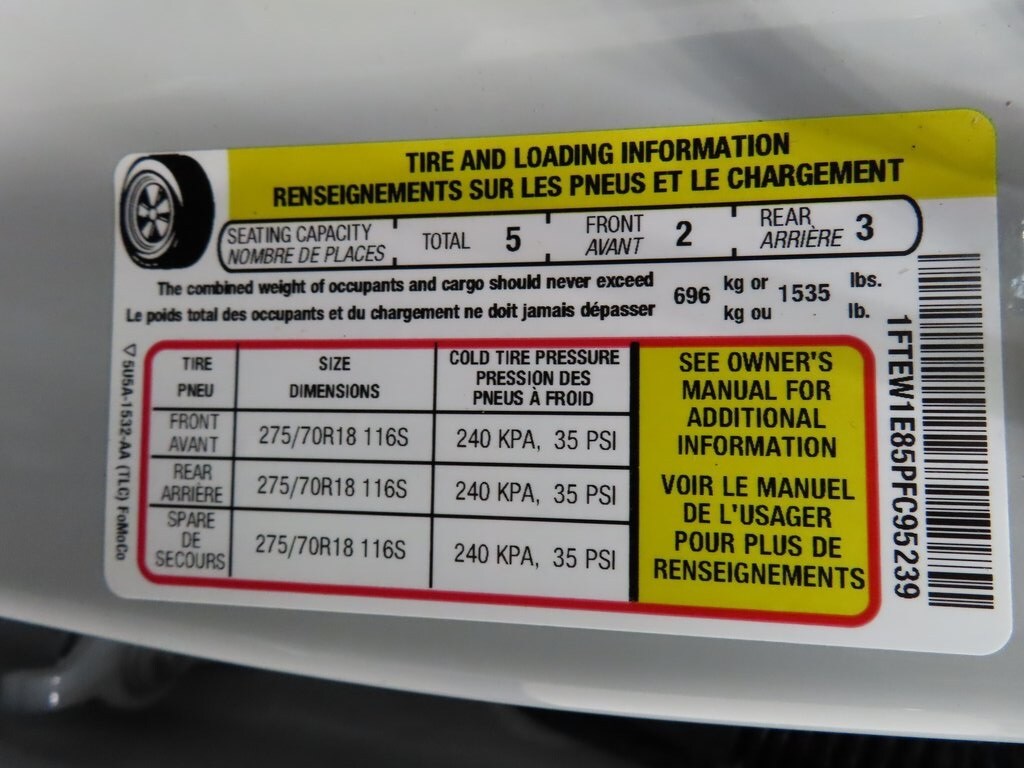 TIRE AND LOADING INFORMATION
RENSEIGNEMENTS SUR LES PNEUS ET LE CHARGEMENT
SEATING CAPACITY
NOMBRE DE PLACES
TOTAL 5
FRONT
AVANT
2
REAR
ARRIÈRE
3
The combined weight of occupants and cargo should never exceed
Le poids total des occupants et du chargement ne doit jamais dépasser
696
kg or
kg ou
1535
lbs.
lb.
TIRE
PNEU
SIZE
DIMENSIONS
COLD TIRE PRESSURE
PRESSION DES
PNEUS À FROID
FRONT
AVANT
275/70R18 116S
240 KPA, 35 PSI
REAR
ARRIÈRE
275/70R18 116S
240 KPA, 35 PSI
SPARE
DE
SECOURS
275/70R18 116S
240 KPA, 35 PSI
SEE OWNER'S
MANUAL FOR
ADDITIONAL
INFORMATION
VOIR LE MANUEL
DE L'USAGER
POUR PLUS DE
RENSEIGNEMENTS
5U5A-1532-AA (TLC) FoMoCo
1FTEW1E85PFC95239